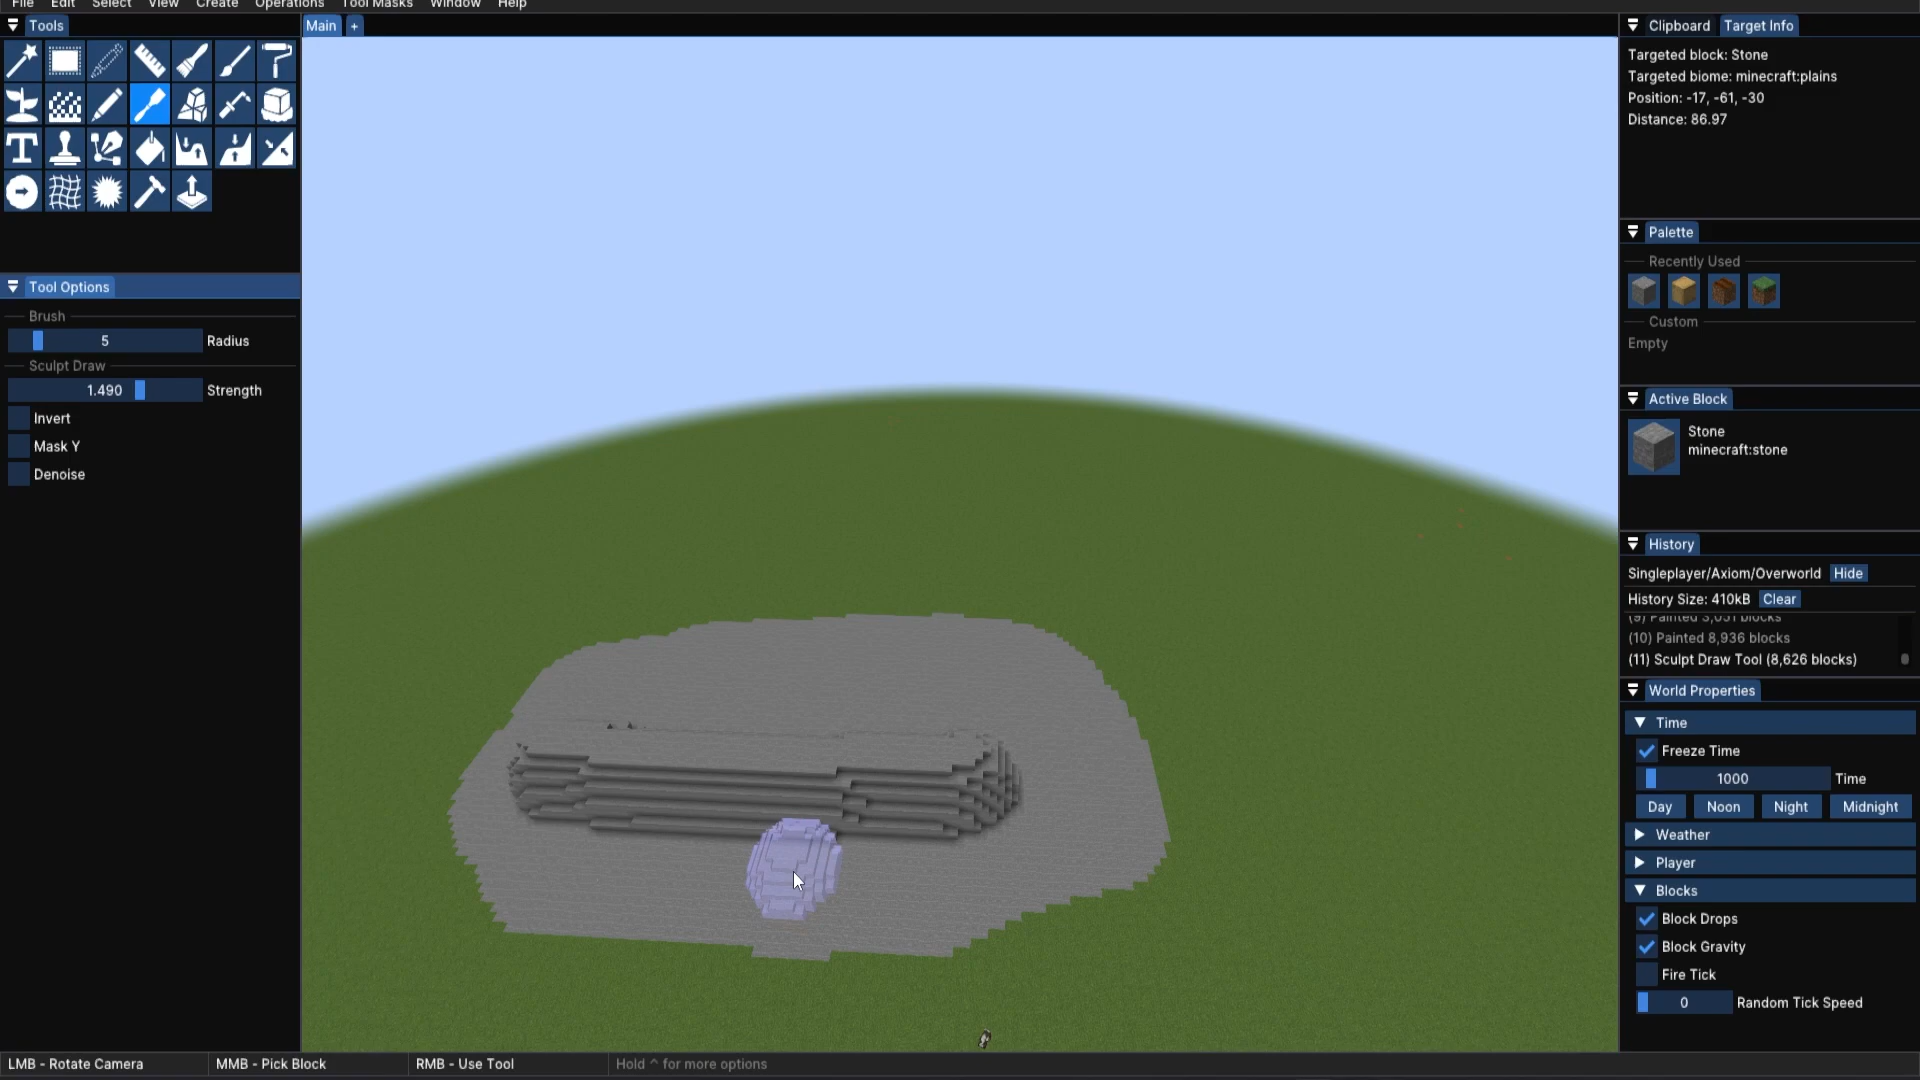 File Edit Select View Create Operations Tool Masks Window Help
Tools
Main +
Clipboard Target Info
Targeted block: Stone
Targeted biome: minecraft:plains
Position: -17, -61, -30
Distance: 86.97
Palette
Recently Used
Custom
Empty
Tool Options
Brush
5 Radius
Sculpt Draw
1.490 Strength
Invert
Mask Y
Denoise
Active Block
Stone
minecraft:stone
History
Singleplayer/Axiom/Overworld Hide
History Size: 410kB Clear
(9) Painted 3,051 blocks
(10) Painted 8,936 blocks
(11) Sculpt Draw Tool (8,626 blocks)
World Properties
Time
Freeze Time
1000 Time
Day Noon Night Midnight
Weather
Player
Blocks
Block Drops
Block Gravity
Fire Tick
0 Random Tick Speed
LMB - Rotate Camera MMB - Pick Block RMB - Use Tool Hold ^ for more options